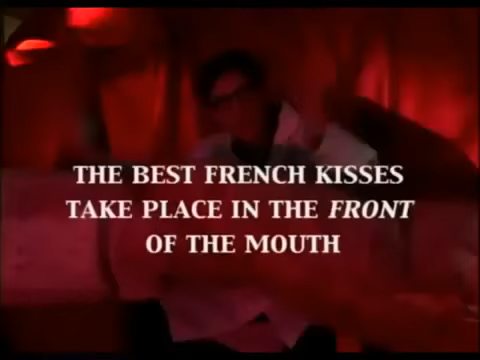 THE BEST FRENCH KISSES
TAKE PLACE IN THE FRONT
OF THE MOUTH